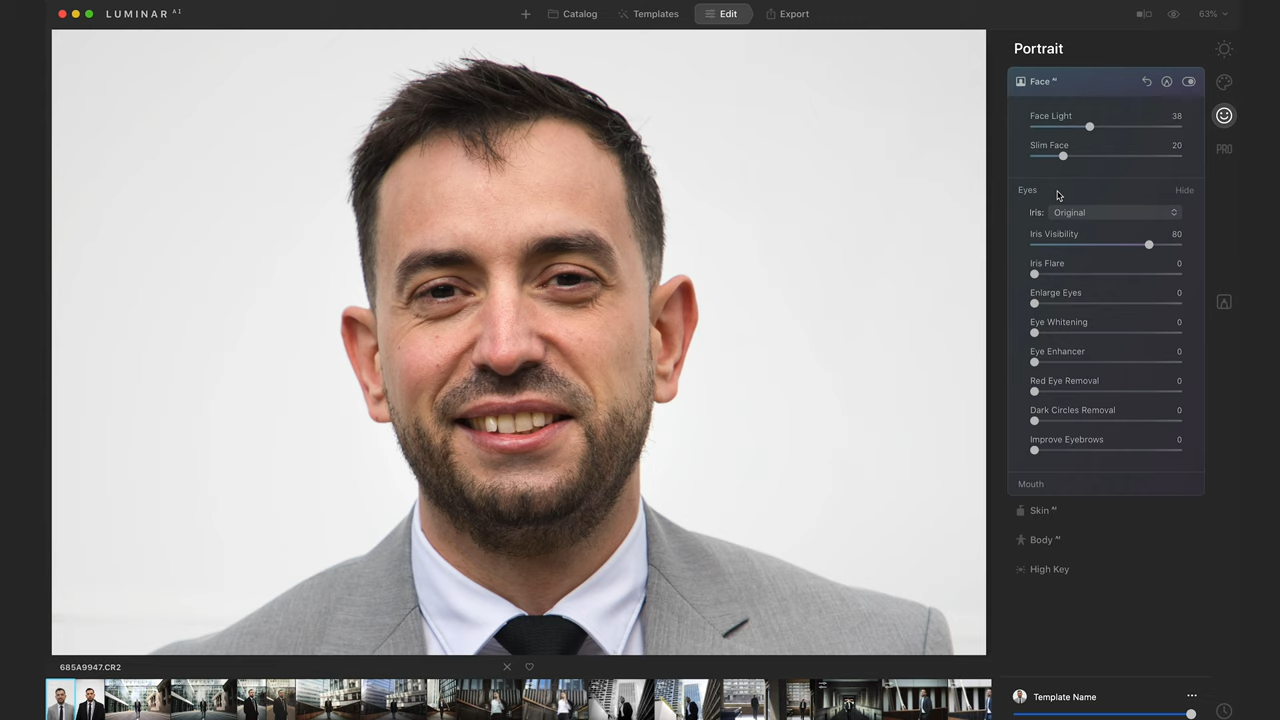 LUMINAR AI
Catalog
Templates
Edit
Export
63%
Portrait
Face AI
Face Light 38
Slim Face 20
PRO
Eyes Hide
Iris: Original
Iris Visibility 80
Iris Flare 0
Enlarge Eyes 0
Eye Whitening 0
Eye Enhancer 0
Red Eye Removal 0
Dark Circles Removal 0
Improve Eyebrows 0
Mouth
Skin AI
Body AI
High Key
685A9947.CR2
Template Name